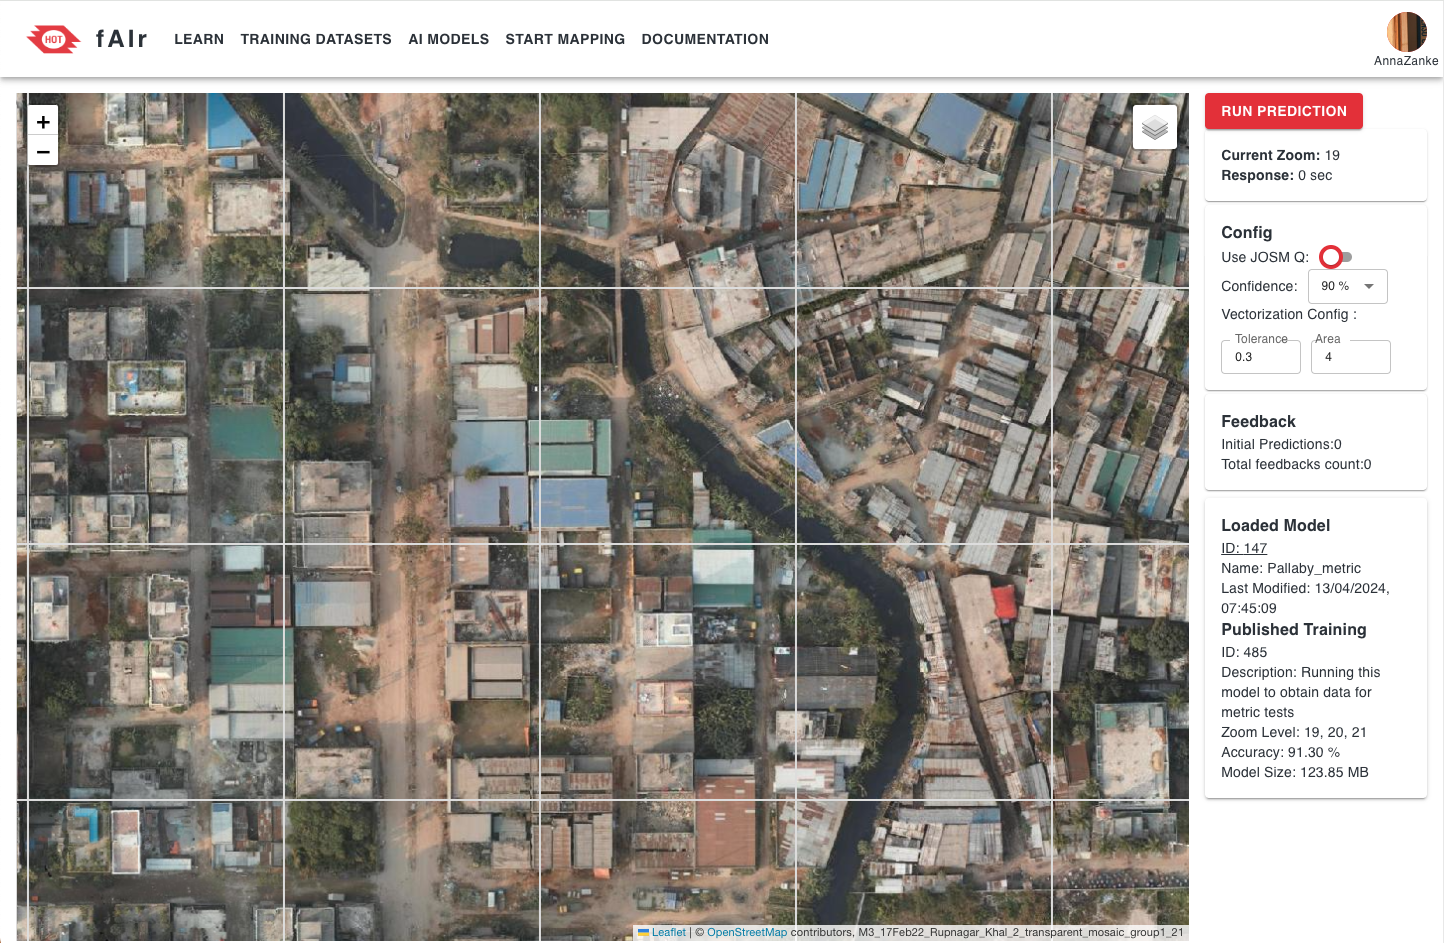 HOT
fAIr
LEARN
TRAINING DATASETS
AI MODELS
START MAPPING
DOCUMENTATION
AnnaZanke
+
−
RUN PREDICTION
Current Zoom: 19
Response: 0 sec
Config
Use JOSM Q:
Confidence: 90 %
Vectorization Config :
Tolerance Area
0.3 4
Feedback
Initial Predictions:0
Total feedbacks count:0
Loaded Model
ID: 147
Name: Pallaby_metric
Last Modified: 13/04/2024,
07:45:09
Published Training
ID: 485
Description: Running this
model to obtain data for
metric tests
Zoom Level: 19, 20, 21
Accuracy: 91.30 %
Model Size: 123.85 MB
Leaflet | © OpenStreetMap contributors, M3_17Feb22_Rupnagar_Khal_2_transparent_mosaic_group1_21